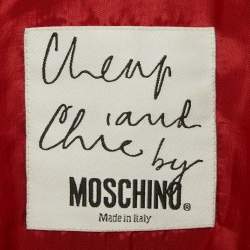 Cheap
and
Chic by
MOSCHINO®
Made in Italy